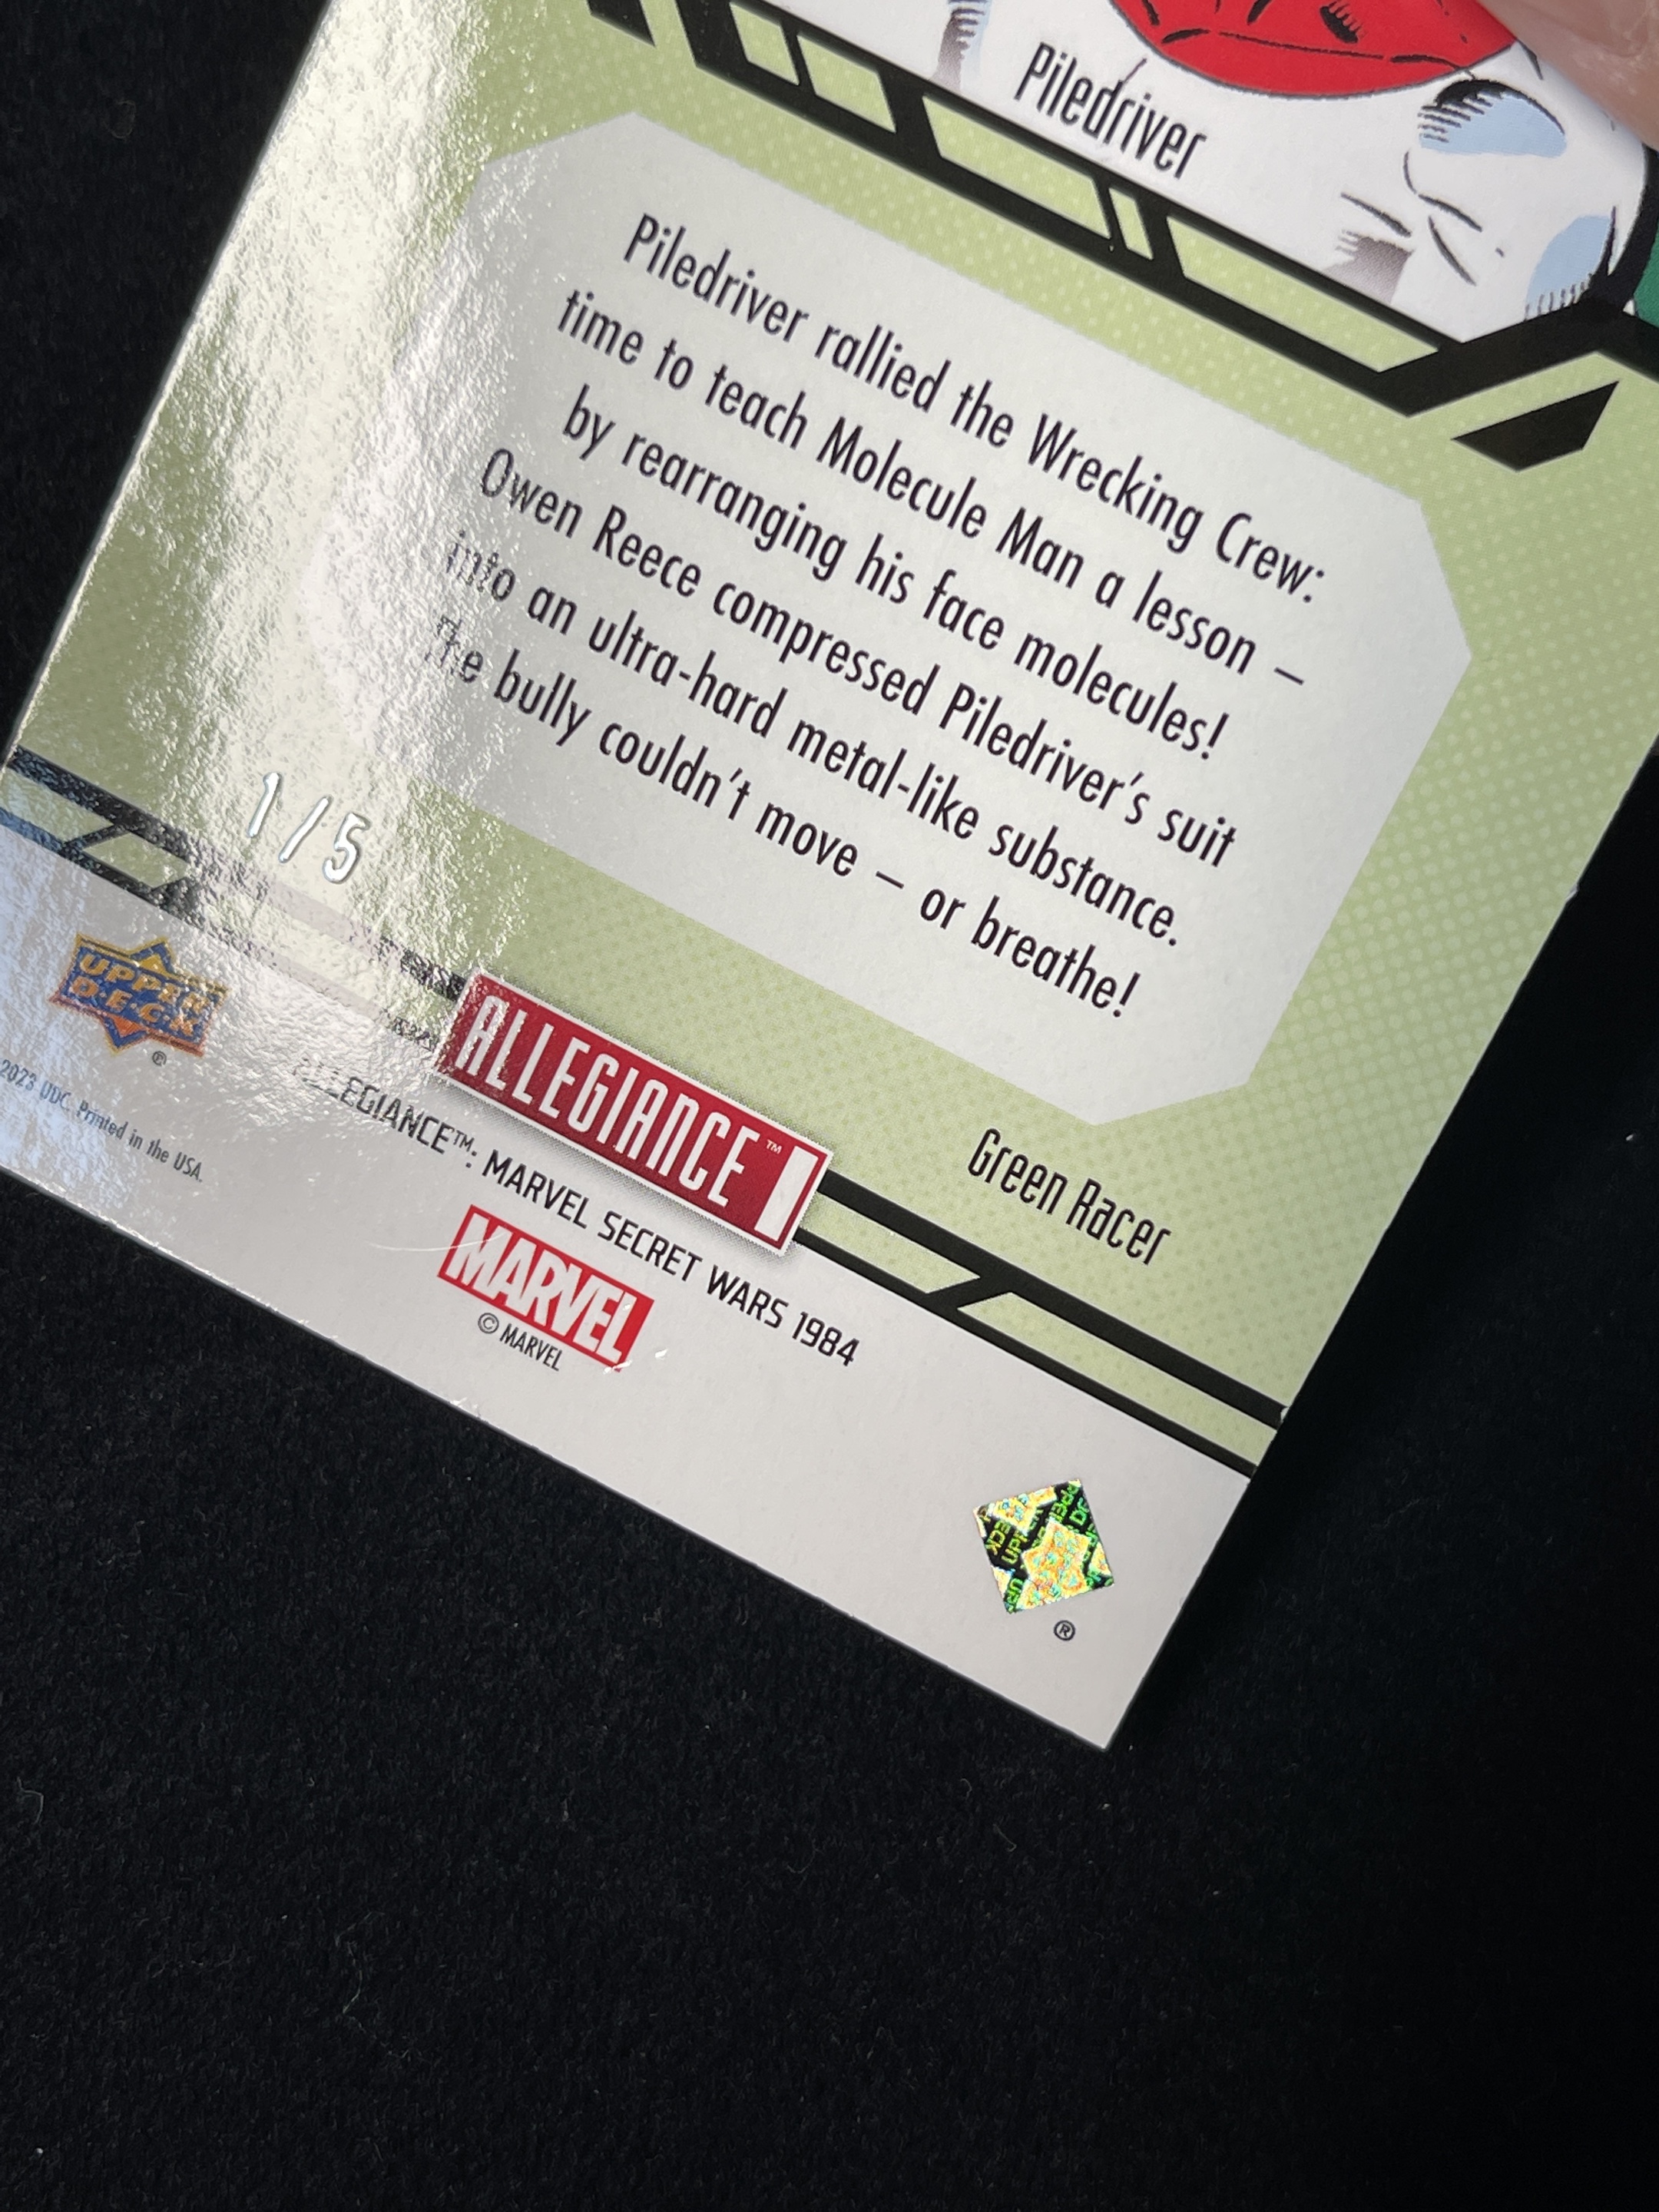 Piledriver
Piledriver rallied the Wrecking Crew:
time to teach Molecule Man a lesson –
by rearranging his face molecules!
Owen Reece compressed Piledriver's suit
into an ultra-hard metal-like substance.
The bully couldn't move – or breathe!
1/5
Green Racer
UPPER
D·E·C·K
®
ALLEGIANCE™
ALLEGIANCE™: MARVEL SECRET WARS 1984
2023 UDC. Printed in the USA.
MARVEL
© MARVEL
®